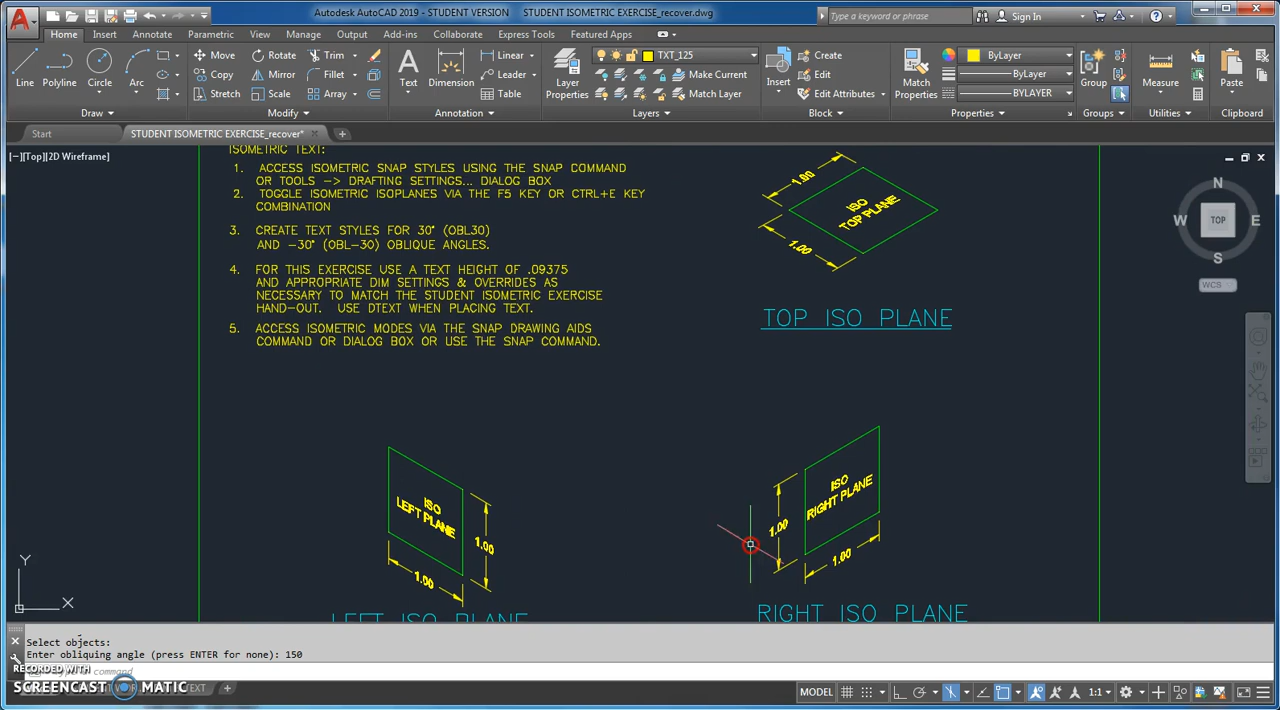 Autodesk AutoCAD 2019 - STUDENT VERSION STUDENT ISOMETRIC EXERCISE_recover.dwg
Type a keyword or phrase
Sign In
Home Insert Annotate Parametric View Manage Output Add-ins Collaborate Express Tools Featured Apps
Line Polyline Circle Arc
Move Rotate Trim
Copy Mirror Fillet
Stretch Scale Array
Text Dimension
Linear
Leader
Table
Layer Properties
TXT_125
Make Current
Match Layer
Insert
Create
Edit
Edit Attributes
Match Properties
ByLayer
ByLayer
BYLAYER
Group Measure Paste
Draw Modify Annotation Layers Block Properties Groups Utilities Clipboard
Start STUDENT ISOMETRIC EXERCISE_recover*
[−][Top][2D Wireframe]
ISOMETRIC TEXT:
1. ACCESS ISOMETRIC SNAP STYLES USING THE SNAP COMMAND
OR TOOLS -> DRAFTING SETTINGS... DIALOG BOX
2. TOGGLE ISOMETRIC ISOPLANES VIA THE F5 KEY OR CTRL+E KEY
COMBINATION
3. CREATE TEXT STYLES FOR 30° (OBL30)
AND -30° (OBL-30) OBLIQUE ANGLES.
4. FOR THIS EXERCISE USE A TEXT HEIGHT OF .09375
AND APPROPRIATE DIM SETTINGS & OVERRIDES AS
NECESSARY TO MATCH THE STUDENT ISOMETRIC EXERCISE
HAND-OUT. USE DTEXT WHEN PLACING TEXT.
5. ACCESS ISOMETRIC MODES VIA THE SNAP DRAWING AIDS
COMMAND OR DIALOG BOX OR USE THE SNAP COMMAND.
1.00
ISO
TOP PLANE
1.00
TOP ISO PLANE
N
W TOP E
S
WCS
ISO
LEFT PLANE
1.00
1.00
LEFT ISO PLANE
ISO
RIGHT PLANE
1.00
1.00
RIGHT ISO PLANE
Y
X
Select objects:
Enter obliquing angle (press ENTER for none): 150
Type a command
RECORDED WITH
SCREENCAST MATIC
TEXT
MODEL
1:1